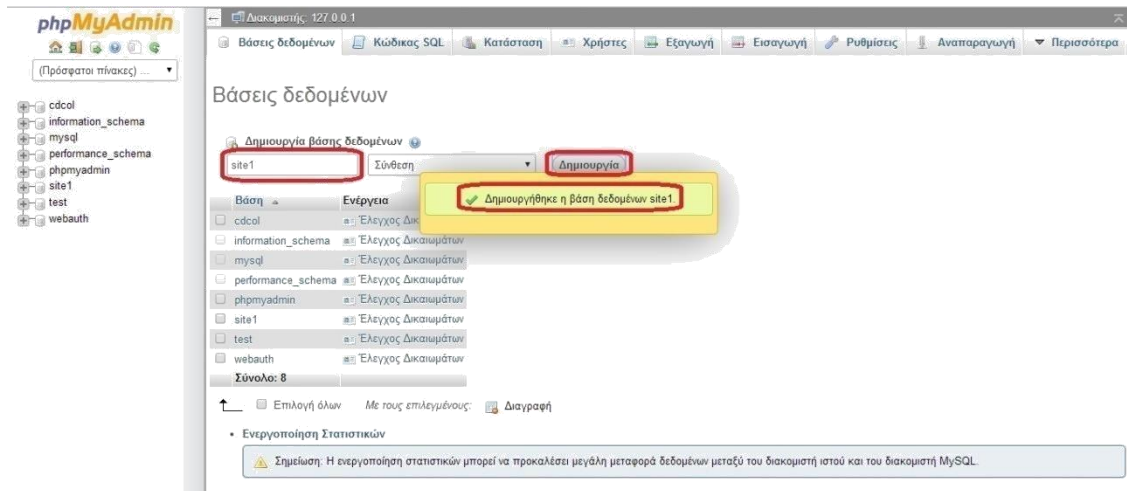 phpMyAdmin
(Πρόσφατοι πίνακες) ...
cdcol
information_schema
mysql
performance_schema
phpmyadmin
site1
test
webauth
Διακομιστής: 127.0.0.1
Βάσεις δεδομένων Κώδικας SQL Κατάσταση Χρήστες Εξαγωγή Εισαγωγή Ρυθμίσεις Αναπαραγωγή Περισσότερα
Βάσεις δεδομένων
Δημιουργία βάσης δεδομένων
site1 Σύνθεση Δημιουργία
Δημιουργήθηκε η βάση δεδομένων site1.
Βάση Ενέργεια
cdcol Έλεγχος Δικ
information_schema Έλεγχος Δικαιωμάτων
mysql Έλεγχος Δικαιωμάτων
performance_schema Έλεγχος Δικαιωμάτων
phpmyadmin Έλεγχος Δικαιωμάτων
site1 Έλεγχος Δικαιωμάτων
test Έλεγχος Δικαιωμάτων
webauth Έλεγχος Δικαιωμάτων
Σύνολο: 8
Επιλογή όλων Με τους επιλεγμένους: Διαγραφή
• Ενεργοποίηση Στατιστικών
Σημείωση: Η ενεργοποίηση στατιστικών μπορεί να προκαλέσει μεγάλη μεταφορά δεδομένων μεταξύ του διακομιστή ιστού και του διακομιστή MySQL.